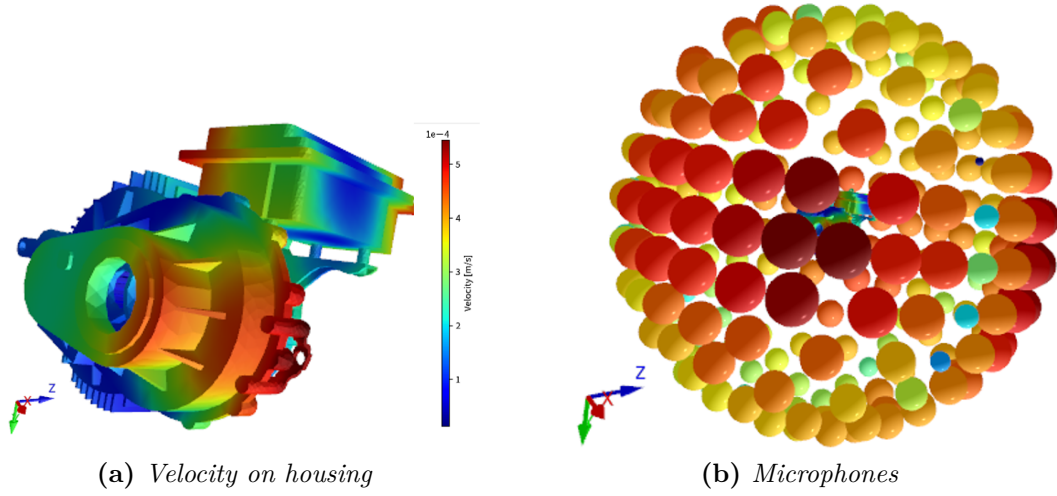 1e−4
5
4
3
2
1
Velocity [m/s]
Z
X
Z
X
(a) Velocity on housing
(b) Microphones